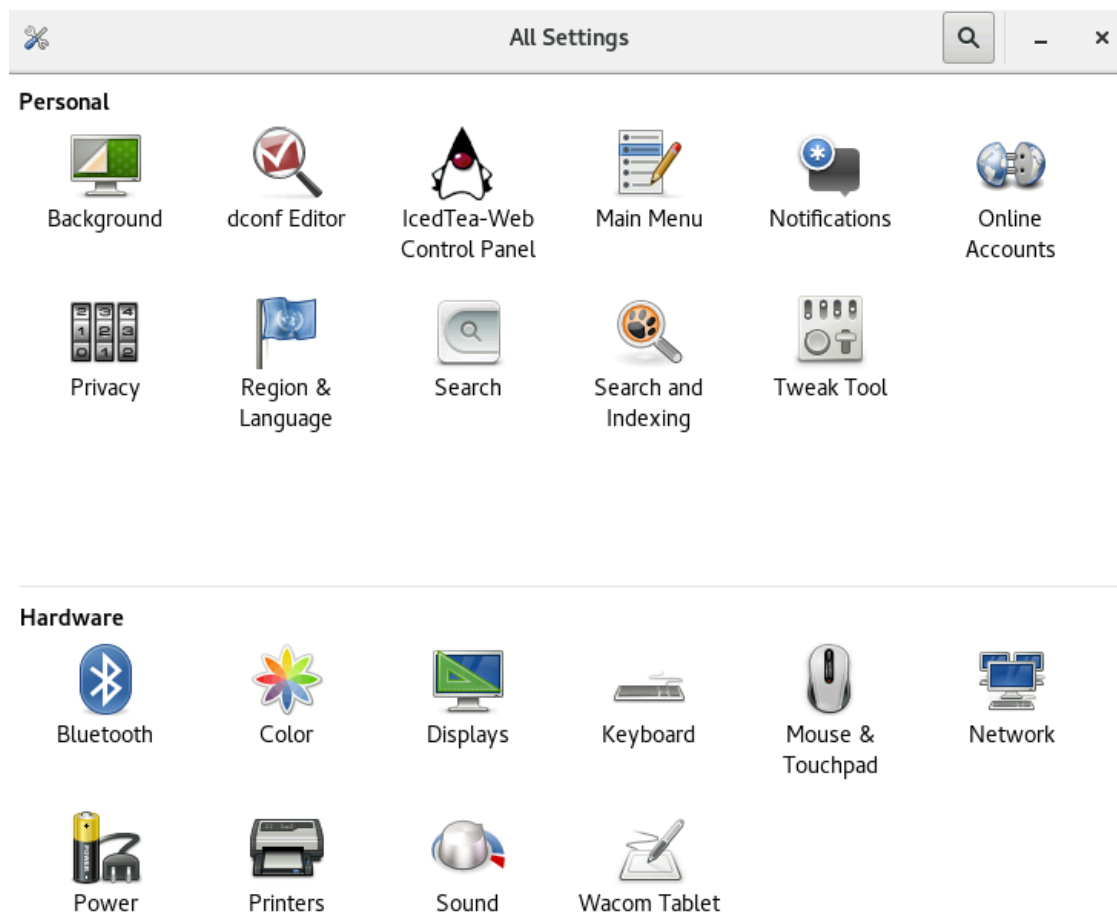 All Settings
Personal
Background
dconf Editor
IcedTea-Web
Control Panel
Main Menu
Notifications
Online
Accounts
Privacy
Region &
Language
Search
Search and
Indexing
Tweak Tool
Hardware
Bluetooth
Color
Displays
Keyboard
Mouse &
Touchpad
Network
Power
Printers
Sound
Wacom Tablet